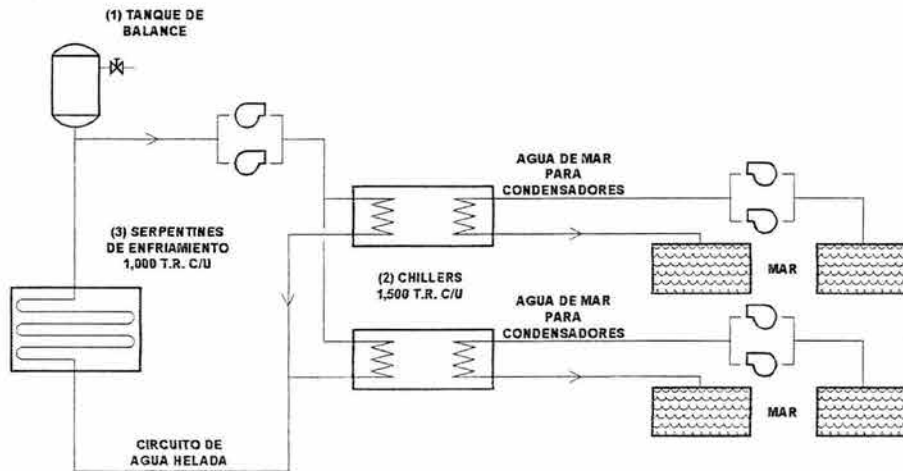 (1) TANQUE DE
BALANCE
AGUA DE MAR
PARA
CONDENSADORES
(3) SERPENTINES
DE ENFRIAMIENTO
1,000 T.R. C/U
MAR
(2) CHILLERS
1,500 T.R. C/U
AGUA DE MAR
PARA
CONDENSADORES
MAR
CIRCUITO DE
AGUA HELADA